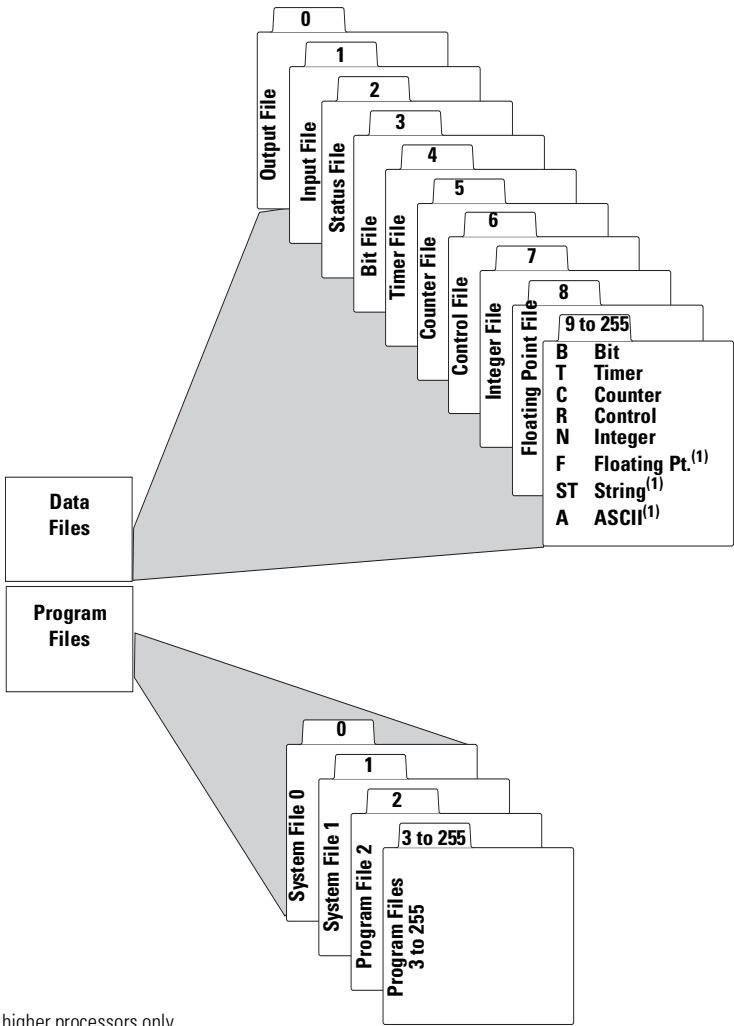 0
Output File
1
Input File
2
Status File
3
Bit File
4
Timer File
5
Counter File
6
Control File
7
Integer File
8
Floating Point File
9 to 255
B Bit
T Timer
C Counter
R Control
N Integer
F Floating Pt.(1)
ST String(1)
A ASCII(1)
Data
Files
Program
Files
0
System File 0
1
System File 1
2
Program File 2
3 to 255
Program Files
3 to 255
higher processors only